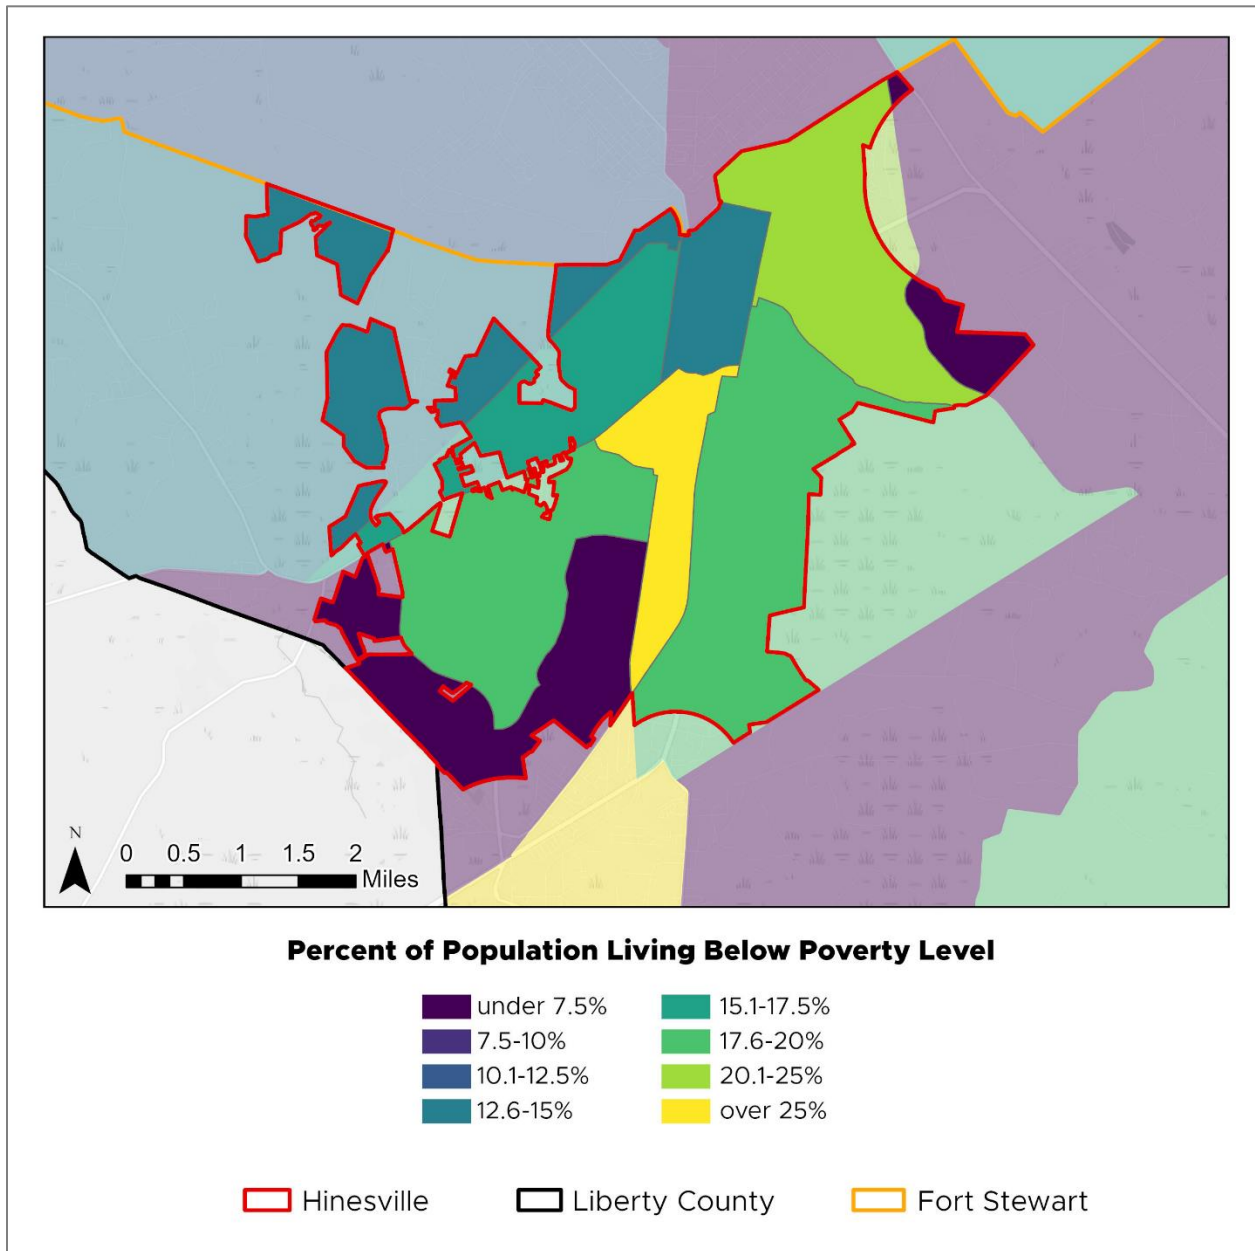 N
0 0.5 1 1.5 2
Miles
Percent of Population Living Below Poverty Level
under 7.5% 15.1-17.5%
7.5-10% 17.6-20%
10.1-12.5% 20.1-25%
12.6-15% over 25%
Hinesville Liberty County Fort Stewart